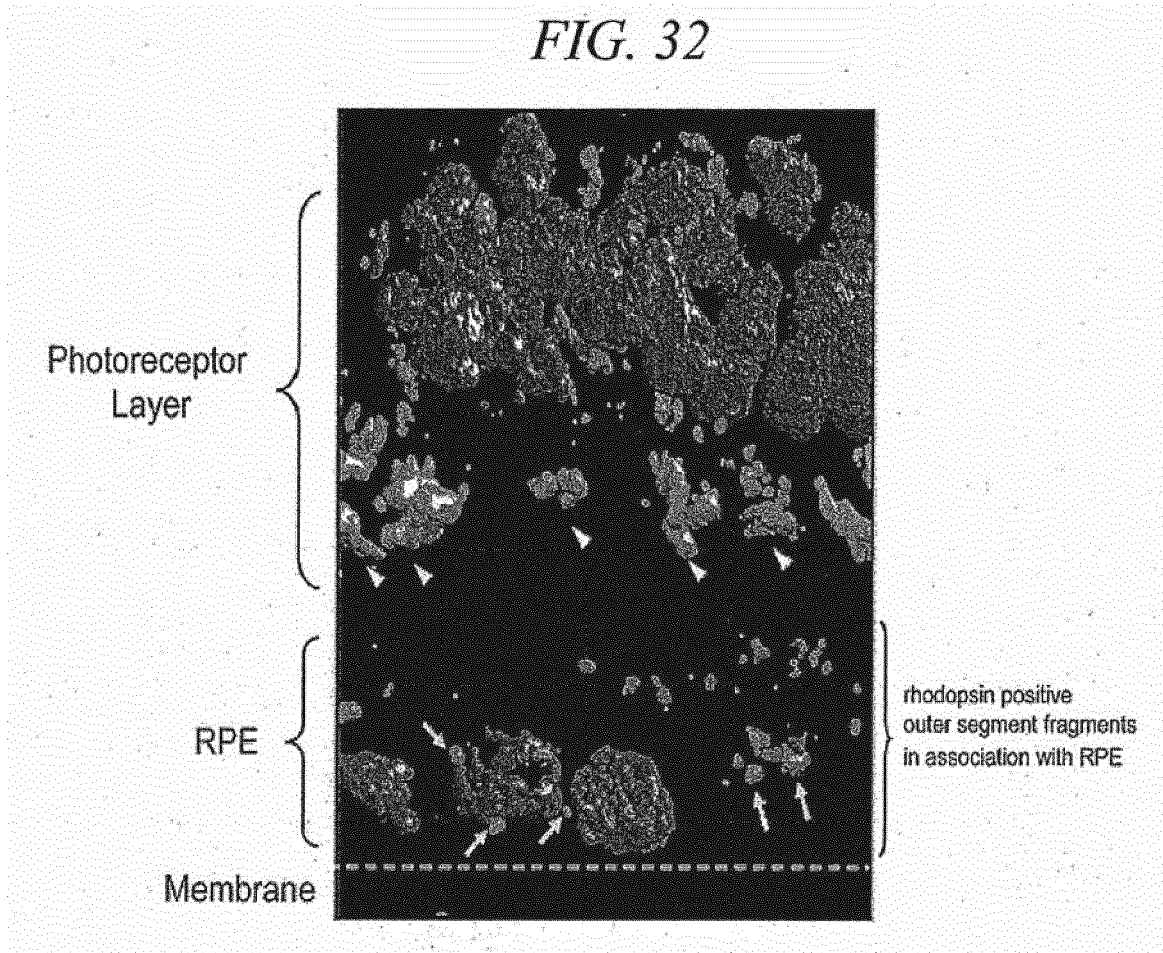 FIG. 32
Photoreceptor
Layer
RPE
rhodopsin positive
outer segment fragments
in association with RPE
Membrane